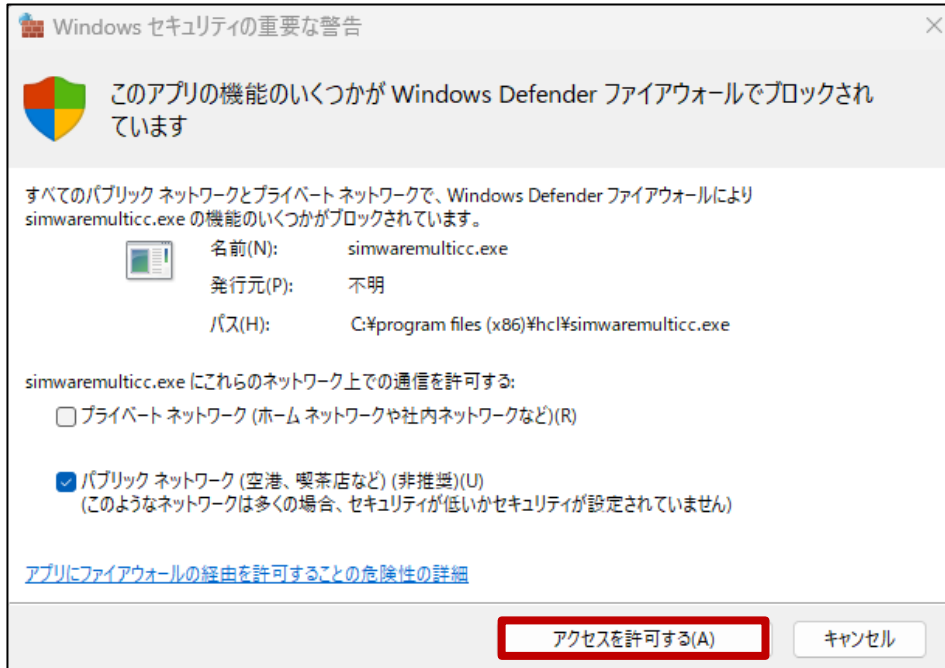 Windows セキュリティの重要な警告
このアプリの機能のいくつかが Windows Defender ファイアウォールでブロックされ
ています
すべてのパブリック ネットワークとプライベート ネットワークで、Windows Defender ファイアウォールにより
simwaremulticc.exe の機能のいくつかがブロックされています。
名前(N): simwaremulticc.exe
発行元(P): 不明
パス(H): C:¥program files (x86)¥hcl¥simwaremulticc.exe
simwaremulticc.exe にこれらのネットワーク上での通信を許可する:
プライベート ネットワーク (ホーム ネットワークや社内ネットワークなど)(R)
パブリック ネットワーク (空港、喫茶店など) (非推奨)(U)
(このようなネットワークは多くの場合、セキュリティが低いかセキュリティが設定されていません)
アプリにファイアウォールの経由を許可することの危険性の詳細
アクセスを許可する(A) キャンセル